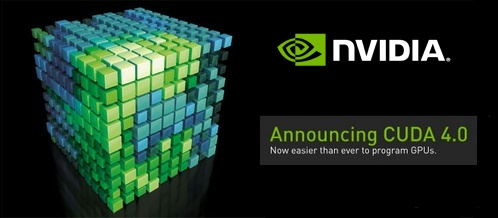 NVIDIA.
Announcing CUDA 4.0
Now easier than ever to program GPUs.